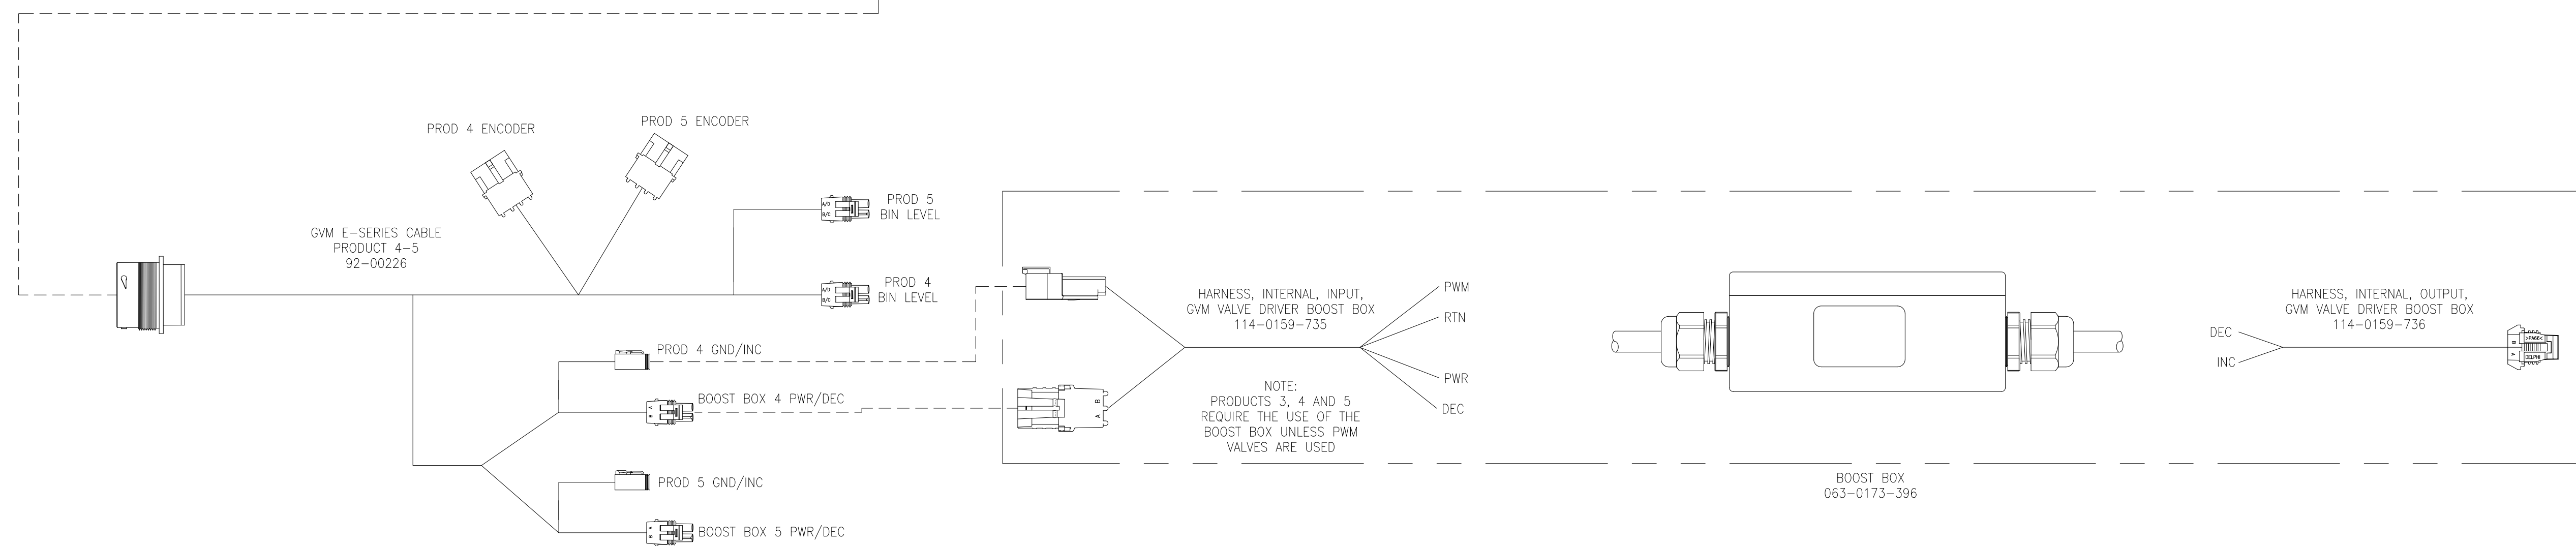 PROD 4 ENCODER
PROD 5 ENCODER
GVM E-SERIES CABLE
PRODUCT 4-5
92-00226
A/D
B/C
PROD 5
BIN LEVEL
A/D
B/C
PROD 4
BIN LEVEL
PROD 4 GND/INC
A
B
BOOST BOX 4 PWR/DEC
PROD 5 GND/INC
A
B
BOOST BOX 5 PWR/DEC
A B
HARNESS, INTERNAL, INPUT,
GVM VALVE DRIVER BOOST BOX
114-0159-735
NOTE:
PRODUCTS 3, 4 AND 5
REQUIRE THE USE OF THE
BOOST BOX UNLESS PWM
VALVES ARE USED
PWM
RTN
PWR
DEC
BOOST BOX
063-0173-396
DEC
INC
HARNESS, INTERNAL, OUTPUT,
GVM VALVE DRIVER BOOST BOX
114-0159-736
A B
>PA66<
DELPHI